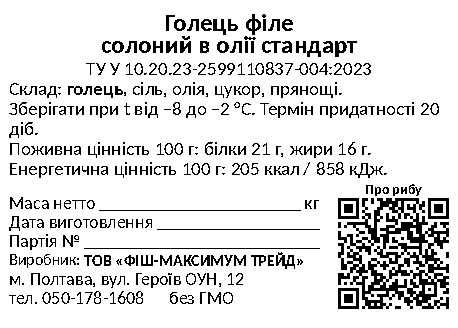 Голець філе
солоний в олії стандарт
ТУ У 10.20.23-2599110837-004:2023
Склад: голець, сіль, олія, цукор, прянощі.
Зберігати при t від –8 до –2 °C. Термін придатності 20
діб.
Поживна цінність 100 г: білки 21 г, жири 16 г.
Енергетична цінність 100 г: 205 ккал / 858 кДж.
Про рибу
Маса нетто ________________________ кг
Дата виготовлення ___________________
Партія № ____________________________
Виробник: ТОВ «ФІШ-МАКСИМУМ ТРЕЙД»
м. Полтава, вул. Героїв ОУН, 12
тел. 050-178-1608 без ГМО